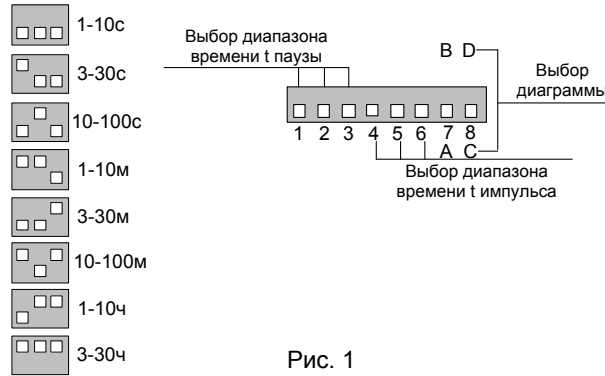 1-10с
3-30с
10-100с
1-10м
3-30м
10-100м
1-10ч
3-30ч
Выбор диапазона
времени t паузы
B D
Выбор
диаграммы
1 2 3 4 5 6 7 8
A C
Выбор диапазона
времени t импульса
Рис. 1